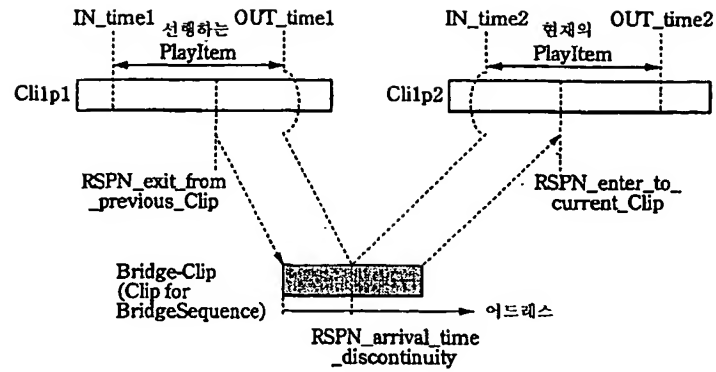 IN_time1 선행하는 OUT_time1
PlayItem
IN_time2 현재의 OUT_time2
PlayItem
Cli1p1
Cli1p2
RSPN_exit_from
_previous_Clip
RSPN_enter_to_
current_Clip
Bridge-Clip
(Clip for
BridgeSequence)
어드레스
RSPN_arrival_time
_discontinuity